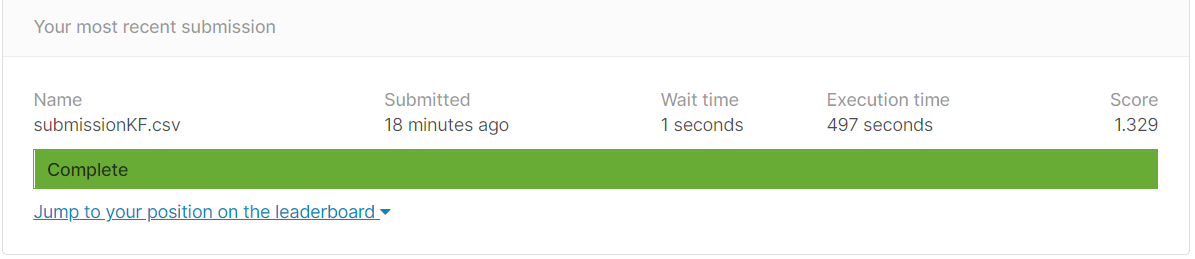 Your most recent submission
Name Submitted Wait time Execution time Score
submissionKF.csv 18 minutes ago 1 seconds 497 seconds 1.329
Complete
Jump to your position on the leaderboard